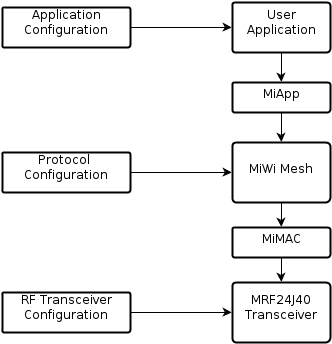 Application
Configuration
User
Application
MiApp
Protocol
Configuration
MiWi Mesh
MiMAC
RF Transceiver
Configuration
MRF24J40
Transceiver